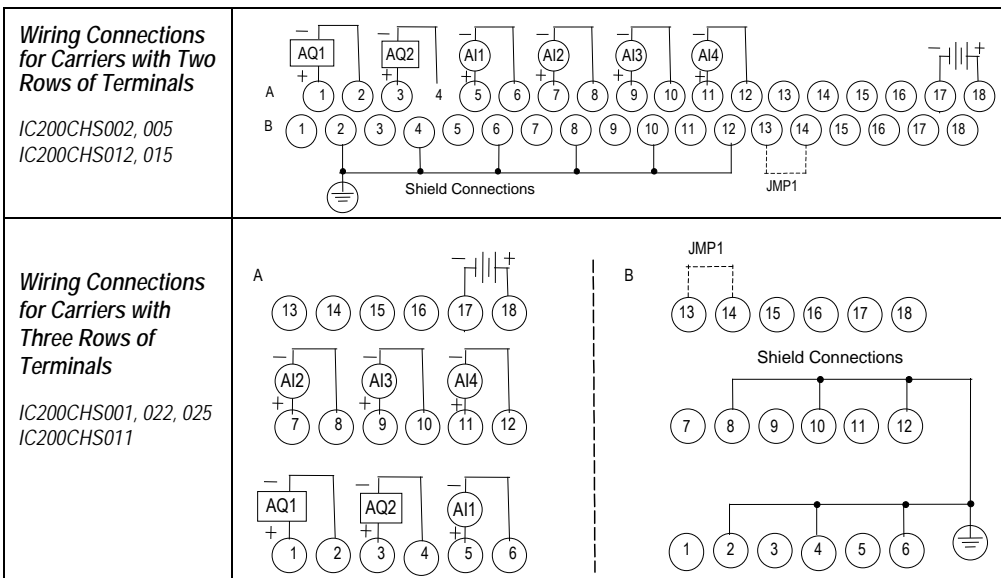 Wiring Connections
for Carriers with Two
Rows of Terminals
IC200CHS002, 005
IC200CHS012, 015
AQ1 AQ2 AI1 AI2 AI3 AI4
A 1 2 3 4 5 6 7 8 9 10 11 12 13 14 15 16 17 18
B 1 2 3 4 5 6 7 8 9 10 11 12 13 14 15 16 17 18
Shield Connections
JMP1
Wiring Connections
for Carriers with
Three Rows of
Terminals
IC200CHS001, 022, 025
IC200CHS011
A
13 14 15 16 17 18
AI2 AI3 AI4
7 8 9 10 11 12
AQ1 AQ2 AI1
1 2 3 4 5 6
B
JMP1
13 14 15 16 17 18
Shield Connections
7 8 9 10 11 12
1 2 3 4 5 6